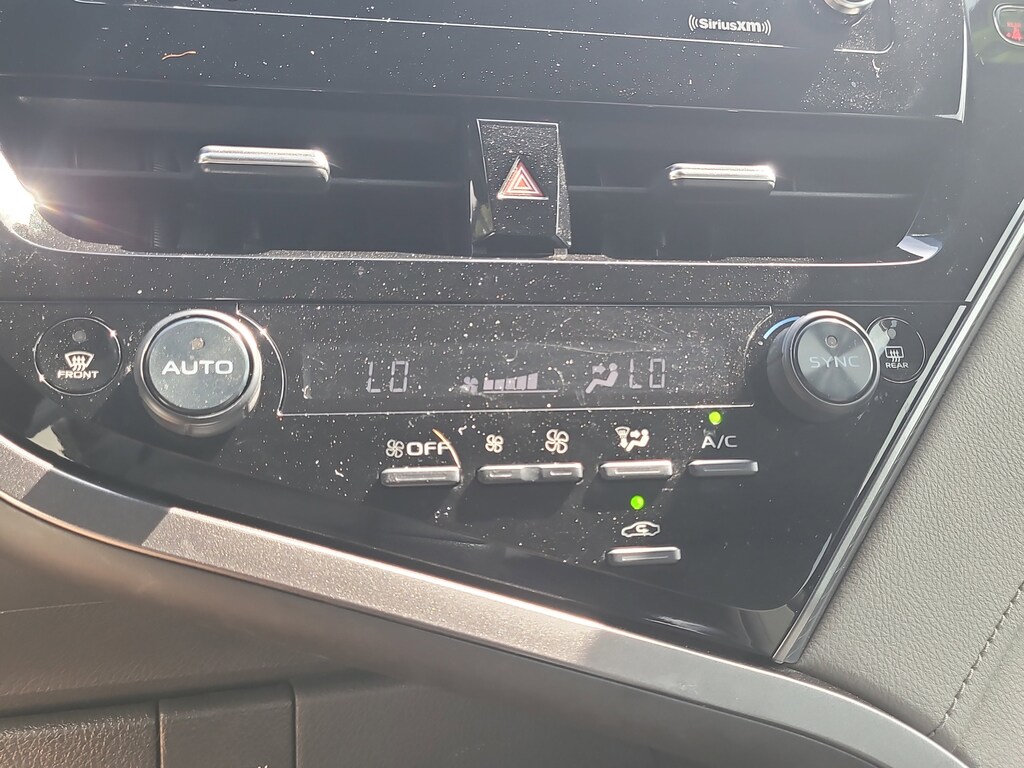 SiriusXM
FRONT
AUTO
LO
LO
SYNC
REAR
OFF
A/C